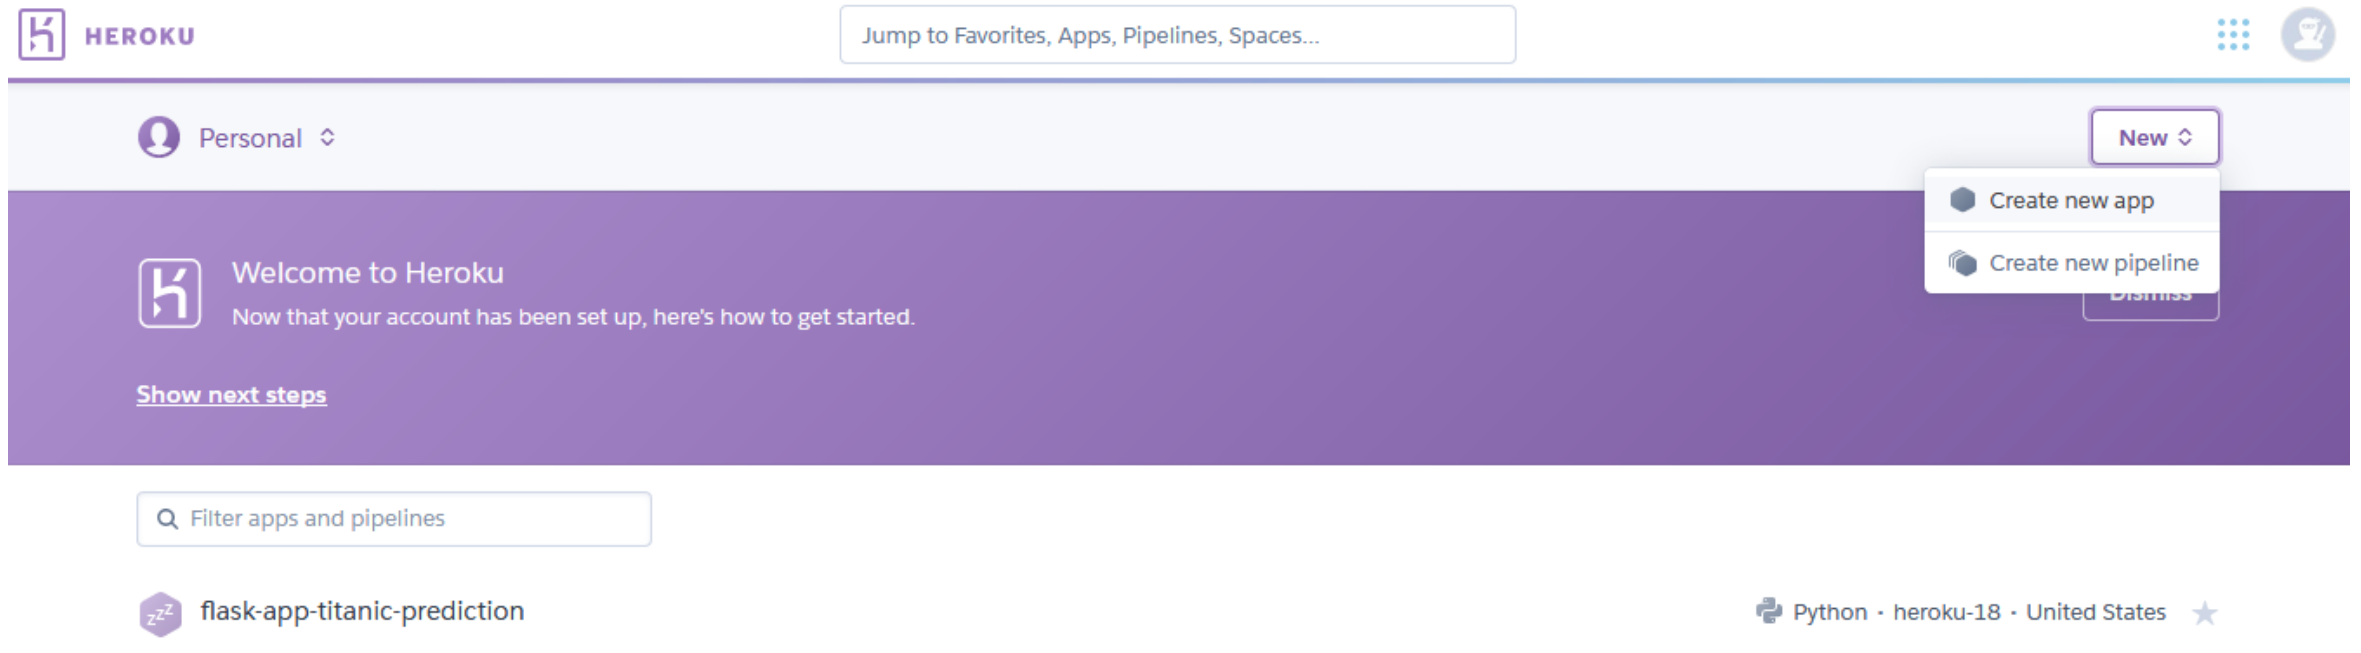 HEROKU
Jump to Favorites, Apps, Pipelines, Spaces...
Personal
New
Create new app
Create new pipeline
Dismiss
Welcome to Heroku
Now that your account has been set up, here's how to get started.
Show next steps
Filter apps and pipelines
zzz flask-app-titanic-prediction
Python · heroku-18 · United States